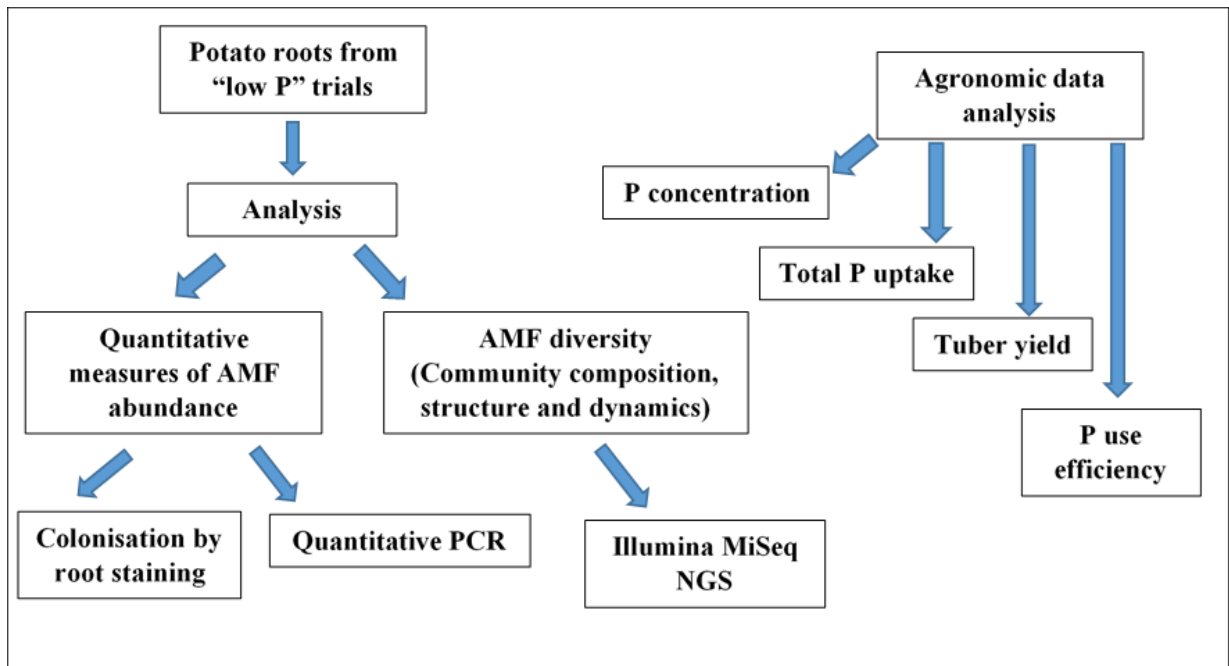 Potato roots from
“low P” trials
Analysis
Quantitative
measures of AMF
abundance
AMF diversity
(Community composition,
structure and dynamics)
Colonisation by
root staining
Quantitative PCR
Illumina MiSeq
NGS
Agronomic data
analysis
P concentration
Total P uptake
Tuber yield
P use
efficiency